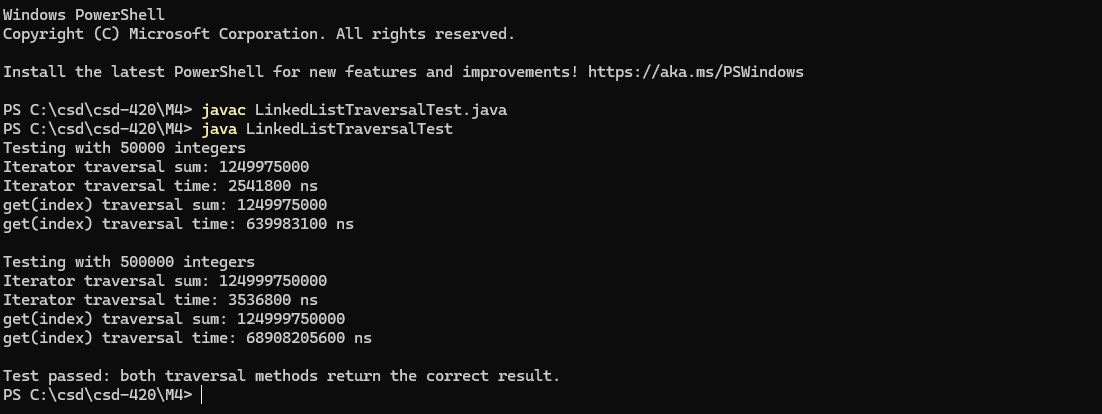 Windows PowerShell
Copyright (C) Microsoft Corporation. All rights reserved.
Install the latest PowerShell for new features and improvements! https://aka.ms/PSWindows
PS C:\csd\csd-420\M4> javac LinkedListTraversalTest.java
PS C:\csd\csd-420\M4> java LinkedListTraversalTest
Testing with 50000 integers
Iterator traversal sum: 1249975000
Iterator traversal time: 2541800 ns
get(index) traversal sum: 1249975000
get(index) traversal time: 639983100 ns
Testing with 500000 integers
Iterator traversal sum: 124999750000
Iterator traversal time: 3536800 ns
get(index) traversal sum: 124999750000
get(index) traversal time: 68908205600 ns
Test passed: both traversal methods return the correct result.
PS C:\csd\csd-420\M4>